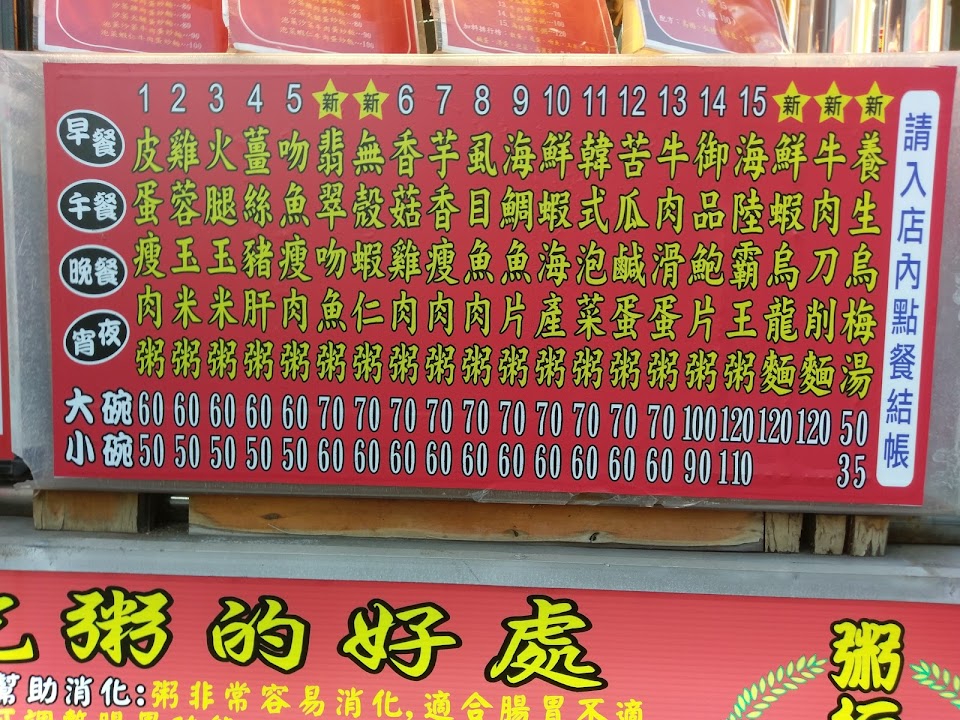 早餐
午餐
晚餐
宵夜
1 皮蛋瘦肉粥
2 雞蓉玉米粥
3 火腿玉米粥
4 薑絲豬肝粥
5 吻魚瘦肉粥
新 翡翠吻魚粥
新 無殼蝦仁粥
6 香菇雞肉粥
7 芋香瘦肉粥
8 虱目魚肉粥
9 海鯛魚片粥
10 鮮蝦海產粥
11 韓式泡菜粥
12 苦瓜鹹蛋粥
13 牛肉滑蛋粥
14 御品鮑片粥
15 海陸霸王粥
新 鮮蝦烏龍麵
新 牛肉刀削麵
新 養生烏梅湯
大碗 60 60 60 60 60 70 70 70 70 70 70 70 70 70 70 100 120 120 120 50
小碗 50 50 50 50 50 60 60 60 60 60 60 60 60 60 60 90 110 35
請入店內點餐結帳
粥的好處
幫助消化:粥非常容易消化,適合腸胃不適
粥